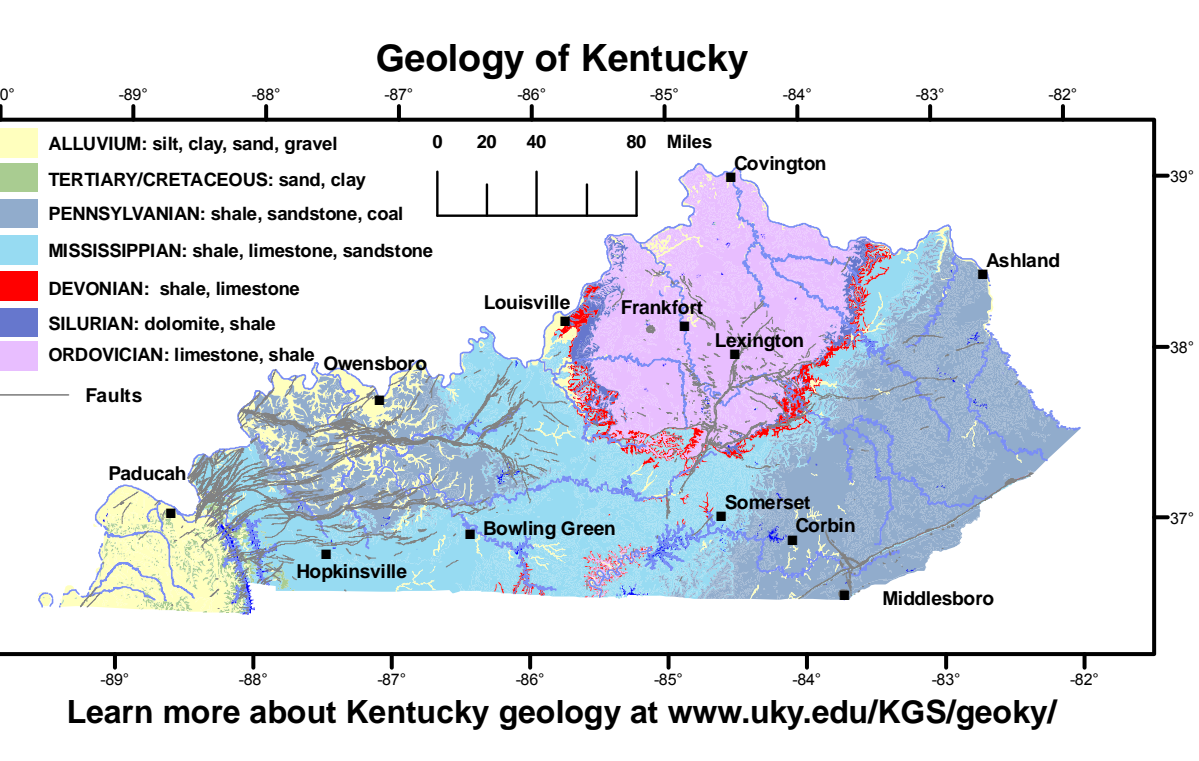 Geology of Kentucky
0° -89° -88° -87° -86° -85° -84° -83° -82°
ALLUVIUM: silt, clay, sand, gravel
TERTIARY/CRETACEOUS: sand, clay
PENNSYLVANIAN: shale, sandstone, coal
MISSISSIPPIAN: shale, limestone, sandstone
DEVONIAN:  shale, limestone
SILURIAN: dolomite, shale
ORDOVICIAN: limestone, shale
Faults
0 20 40 80 Miles
Covington
39°
Ashland
Louisville
Frankfort
Lexington
38°
Owensboro
Paducah
Somerset
37°
Corbin
Bowling Green
Hopkinsville
Middlesboro
-89° -88° -87° -86° -85° -84° -83° -82°
Learn more about Kentucky geology at www.uky.edu/KGS/geoky/